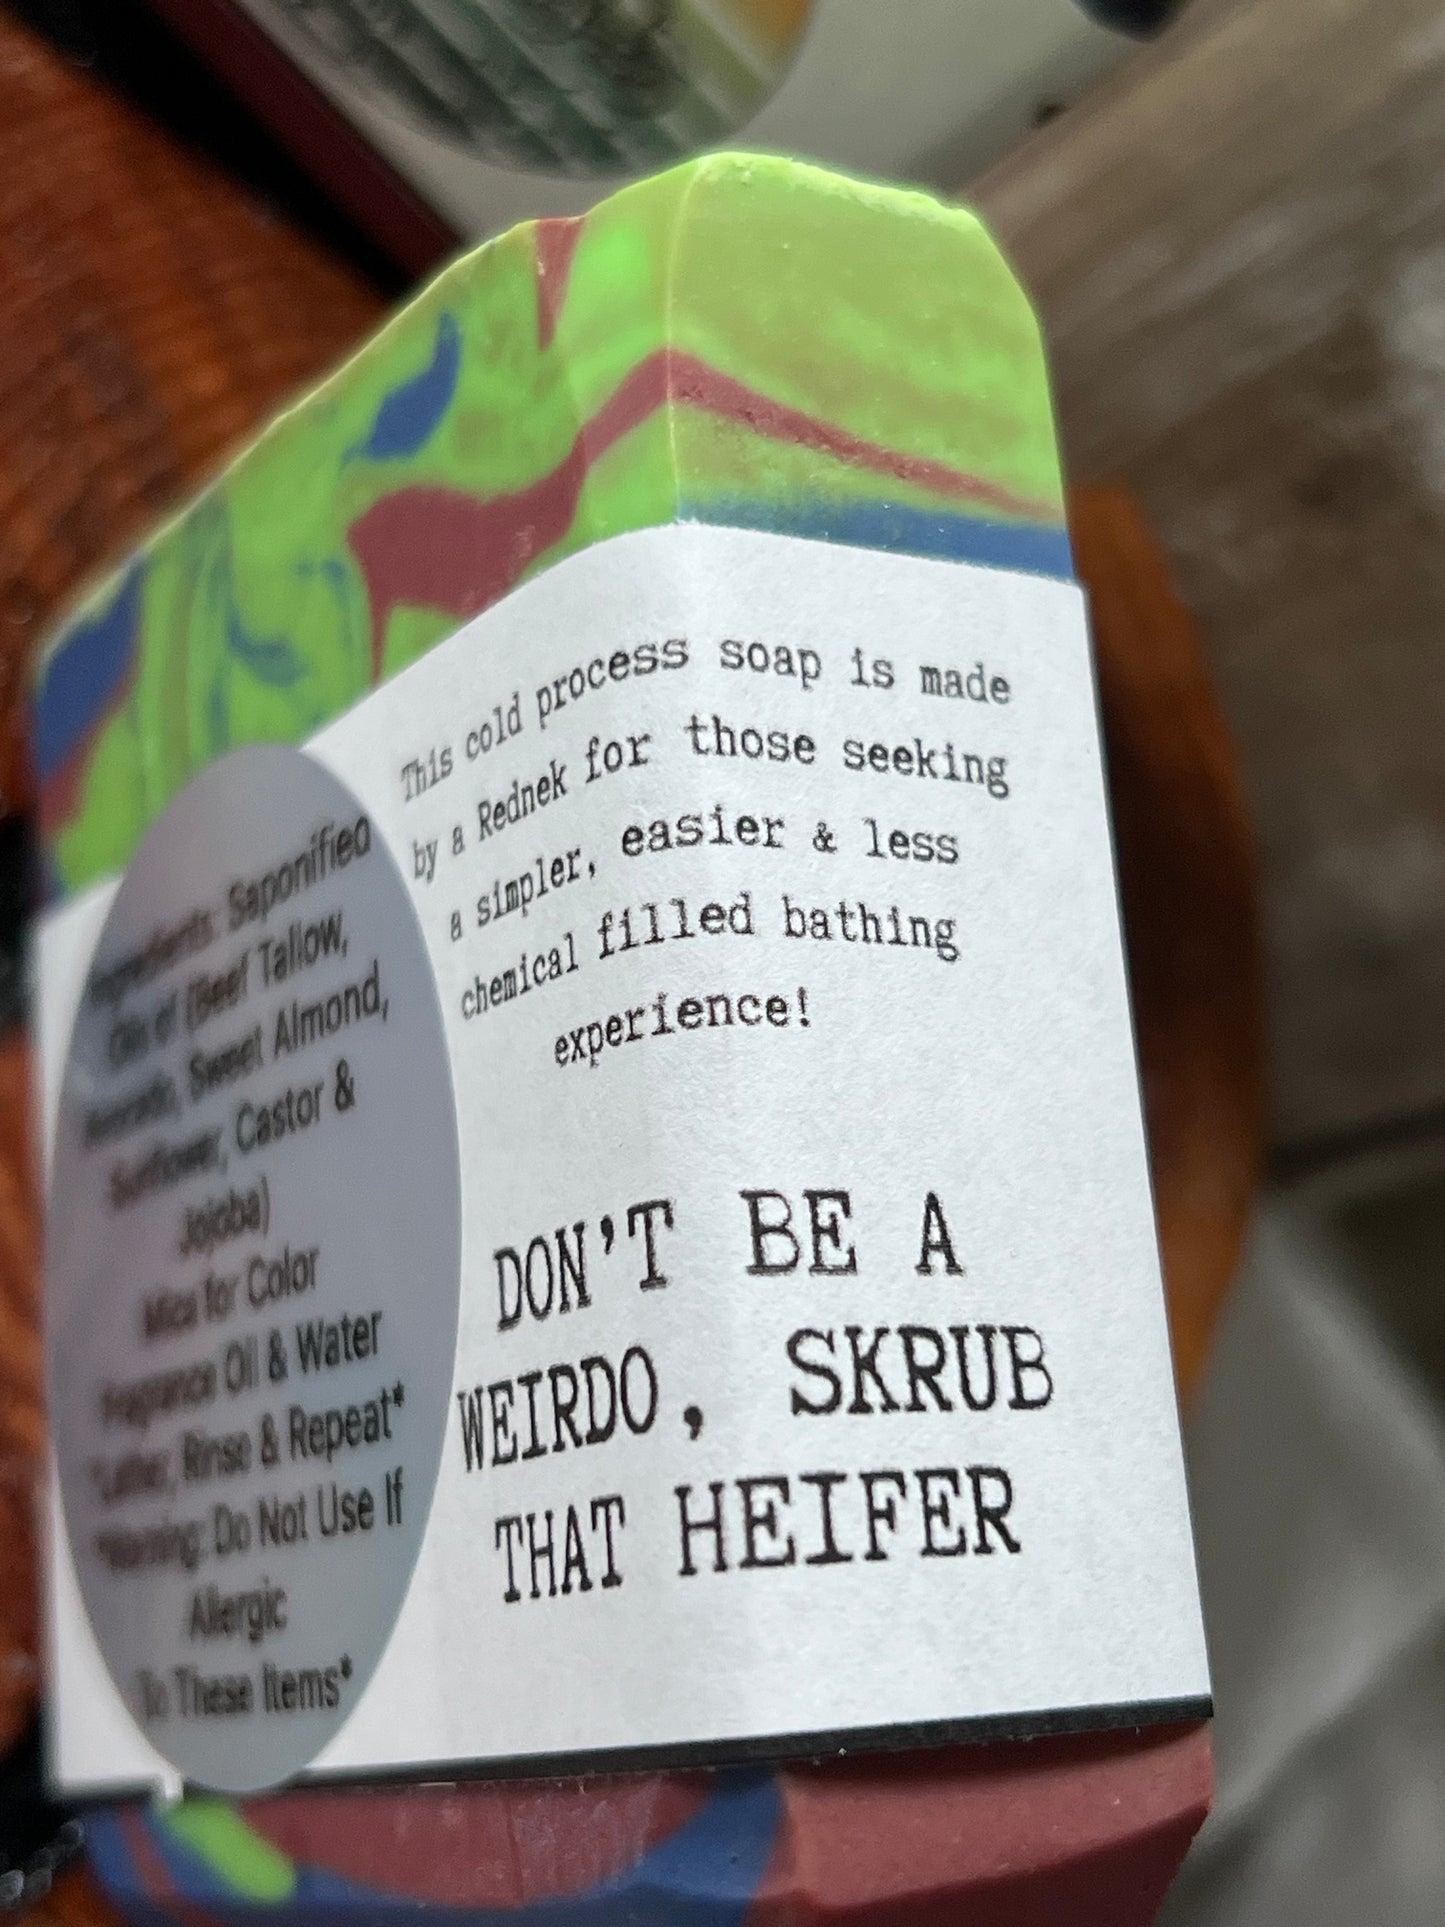 This cold process soap is made
by a Rednek for those seeking
a simpler, easier & less
chemical filled bathing
experience!
DON'T BE A
WEIRDO, SKRUB
THAT HEIFER
Ingredients: Saponified
Oils of (Beef Tallow,
Avocado, Sweet Almond,
Sunflower, Castor &
Jojoba)
Mica for Color
Fragrance Oil & Water
*Lather, Rinse & Repeat*
*Warning: Do Not Use If
Allergic
To These Items*